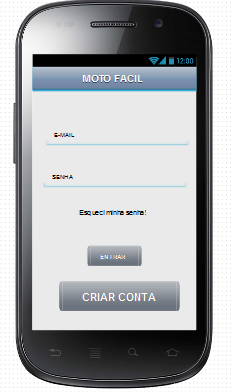 12:00
MOTO FACIL
E-MAIL
SENHA
Esqueci minha senha!
ENTRAR
CRIAR CONTA